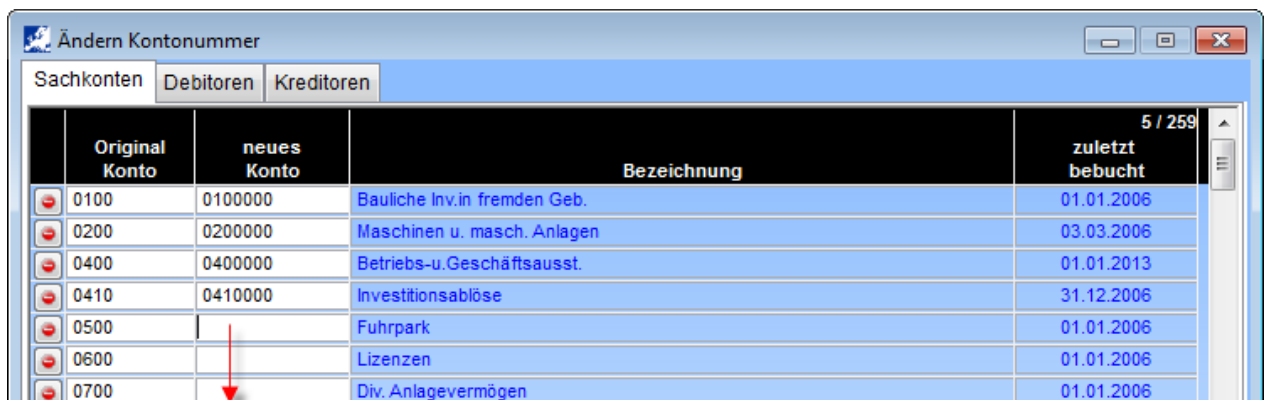 Ändern Kontonummer
Sachkonten Debitoren Kreditoren
5 / 259
Original Konto neues Konto Bezeichnung zuletzt bebucht
0100 0100000 Bauliche Inv.in fremden Geb. 01.01.2006
0200 0200000 Maschinen u. masch. Anlagen 03.03.2006
0400 0400000 Betriebs-u.Geschäftsausst. 01.01.2013
0410 0410000 Investitionsablöse 31.12.2006
0500 Fuhrpark 01.01.2006
0600 Lizenzen 01.01.2006
0700 Div. Anlagevermögen 01.01.2006